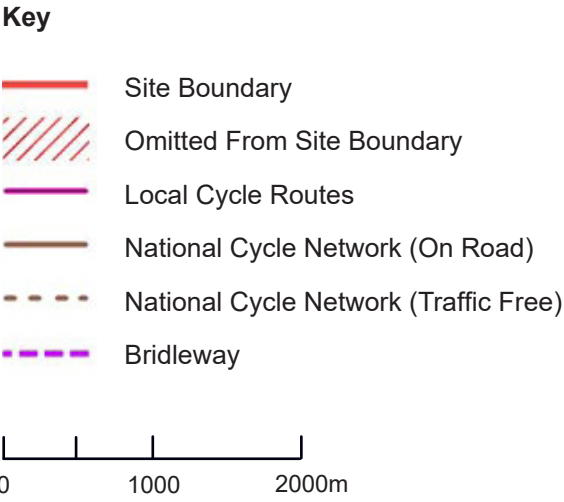 Key
Site Boundary
Omitted From Site Boundary
Local Cycle Routes
National Cycle Network (On Road)
National Cycle Network (Traffic Free)
Bridleway
0 1000 2000m